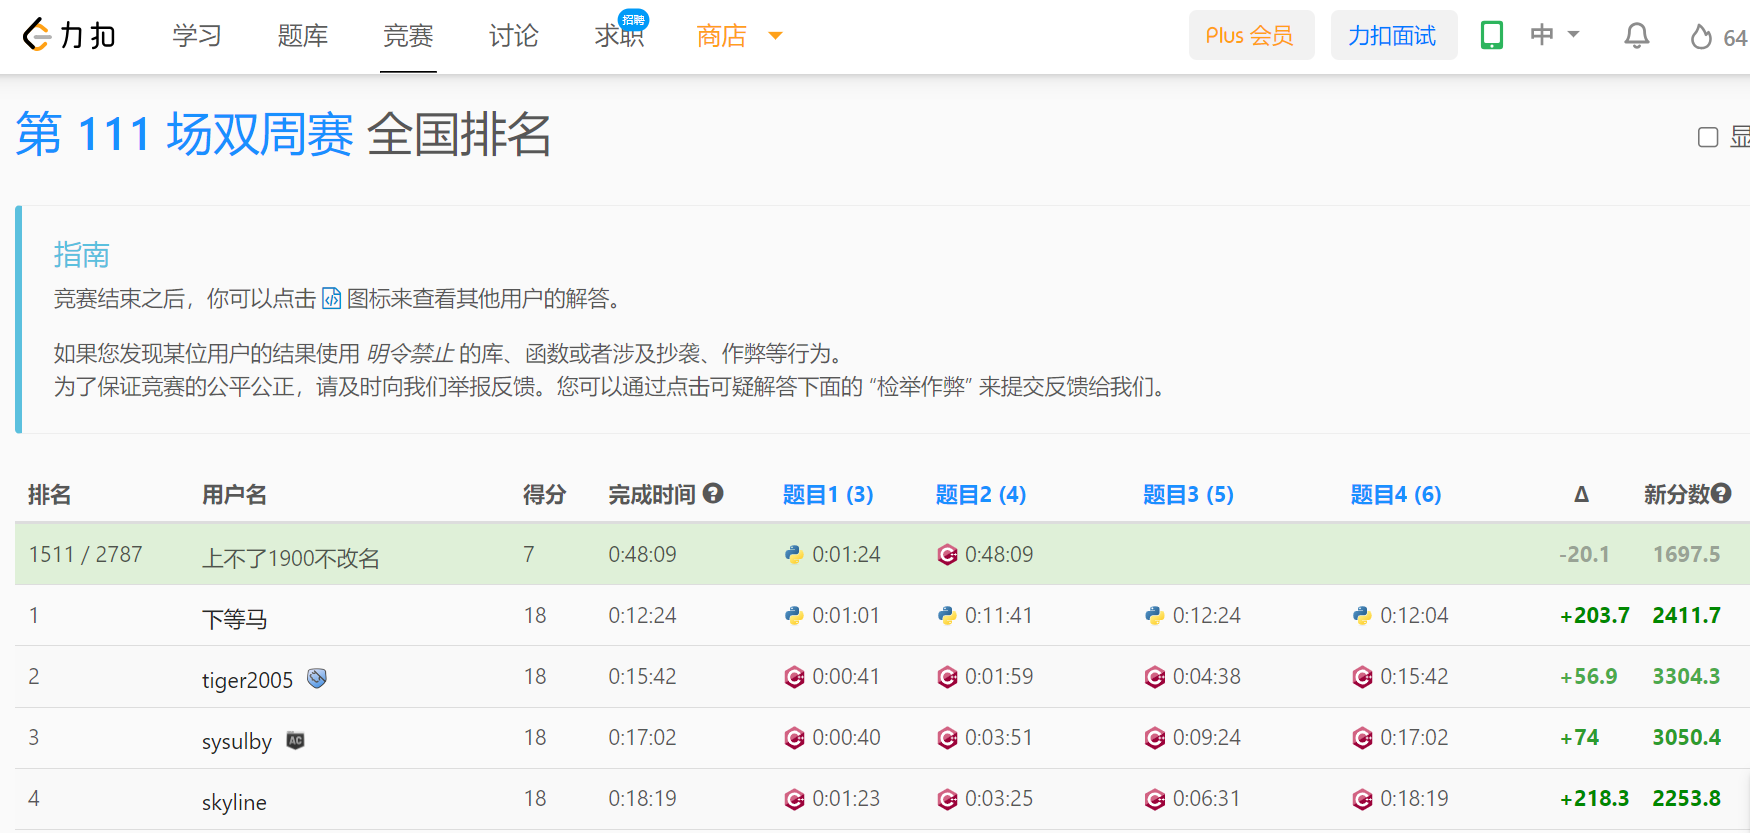 力扣 学习 题库 竞赛 讨论 求职 招聘 商店 Plus 会员 力扣面试 中 64
第 111 场双周赛 全国排名
指南
竞赛结束之后，你可以点击 图标来查看其他用户的解答。
如果您发现某位用户的结果使用 明令禁止 的库、函数或者涉及抄袭、作弊等行为。
为了保证竞赛的公平公正，请及时向我们举报反馈。您可以通过点击可疑解答下面的 “检举作弊” 来提交反馈给我们。
排名 用户名 得分 完成时间 题目1 (3) 题目2 (4) 题目3 (5) 题目4 (6) Δ 新分数
1511 / 2787 上不了1900不改名 7 0:48:09 0:01:24 0:48:09 -20.1 1697.5
1 下等马 18 0:12:24 0:01:01 0:11:41 0:12:24 0:12:04 +203.7 2411.7
2 tiger2005 18 0:15:42 0:00:41 0:01:59 0:04:38 0:15:42 +56.9 3304.3
3 sysulby AC 18 0:17:02 0:00:40 0:03:51 0:09:24 0:17:02 +74 3050.4
4 skyline 18 0:18:19 0:01:23 0:03:25 0:06:31 0:18:19 +218.3 2253.8